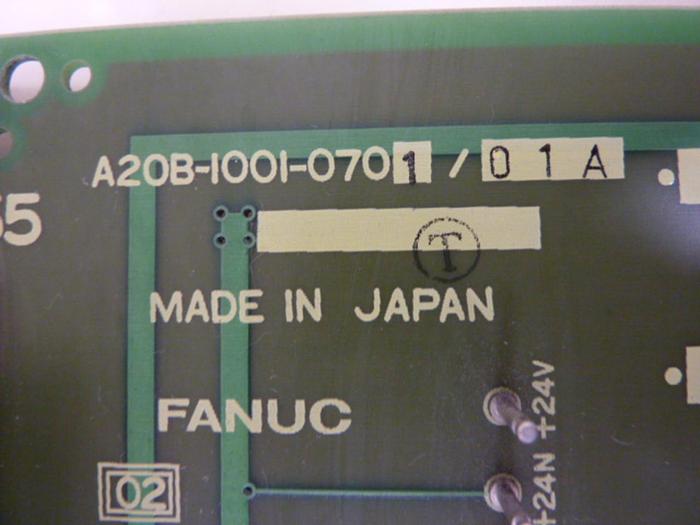 A20B-1001-0701 / 01A
55
T
MADE IN JAPAN
FANUC
+24V
02
+24N